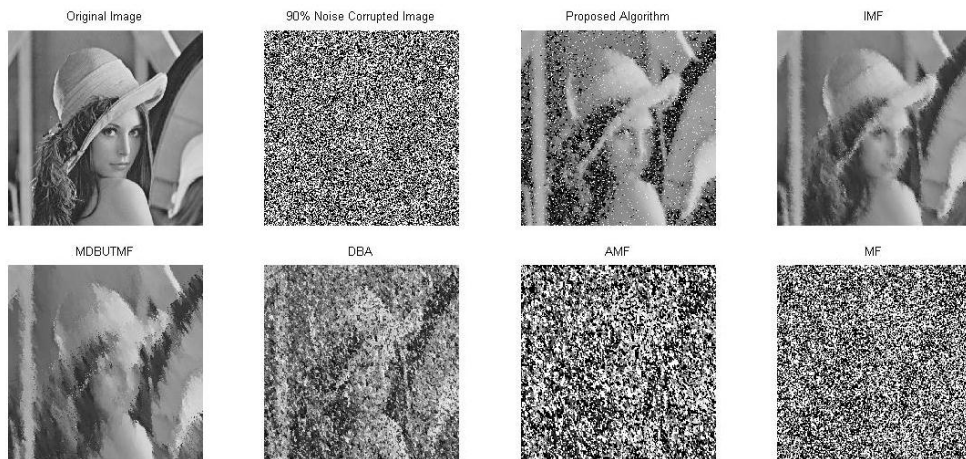 Original Image
90% Noise Corrupted Image
Proposed Algorithm
IMF
MDBUTMF
DBA
AMF
MF